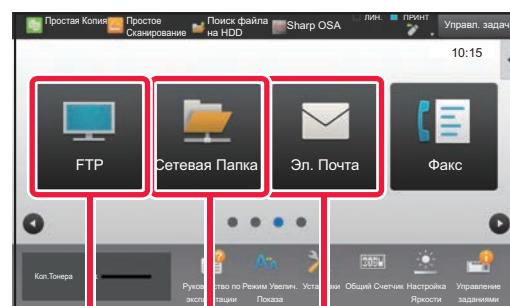 Простая Копия
Простое
Сканирование
Поиск файла
на HDD
Sharp OSA
ЛИН.
ПРИНТ
Управл. задач
10:15
FTP
Сетевая Папка
Эл. Почта
Факс
Кол.Тонера
Руководство по
эксплуатации
Режим Увелич.
Показа
Установки
Общий Счетчик
Настройка
Яркости
Управление
заданиями